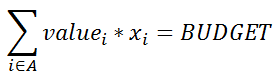 ∑_{i∈A} value_i * x_i = BUDGET